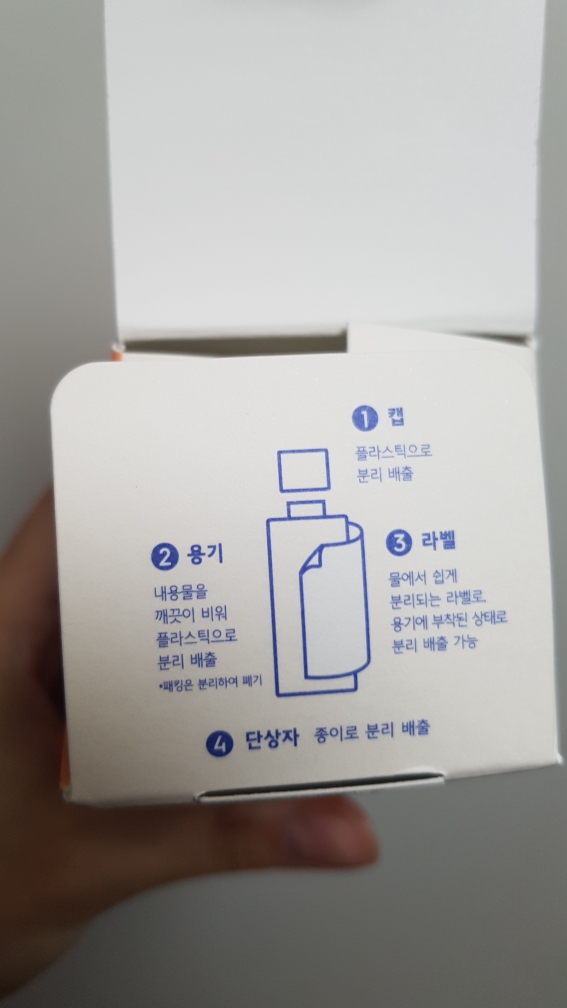 1 캡
플라스틱으로
분리 배출
2 용기
내용물을
깨끗이 비워
플라스틱으로
분리 배출
*패킹은 분리하여 폐기
3 라벨
물에서 쉽게
분리되는 라벨로,
용기에 부착된 상태로
분리 배출 가능
4 단상자 종이로 분리 배출